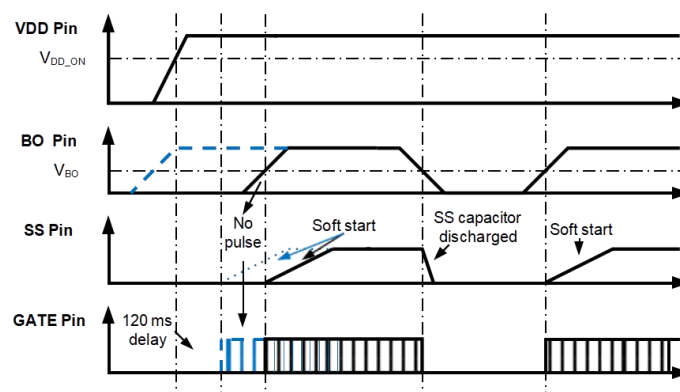 VDD Pin
VDD_ON
BO Pin
VBO
SS Pin
No
pulse
Soft start
SS capacitor
discharged
Soft start
GATE Pin
120 ms
delay